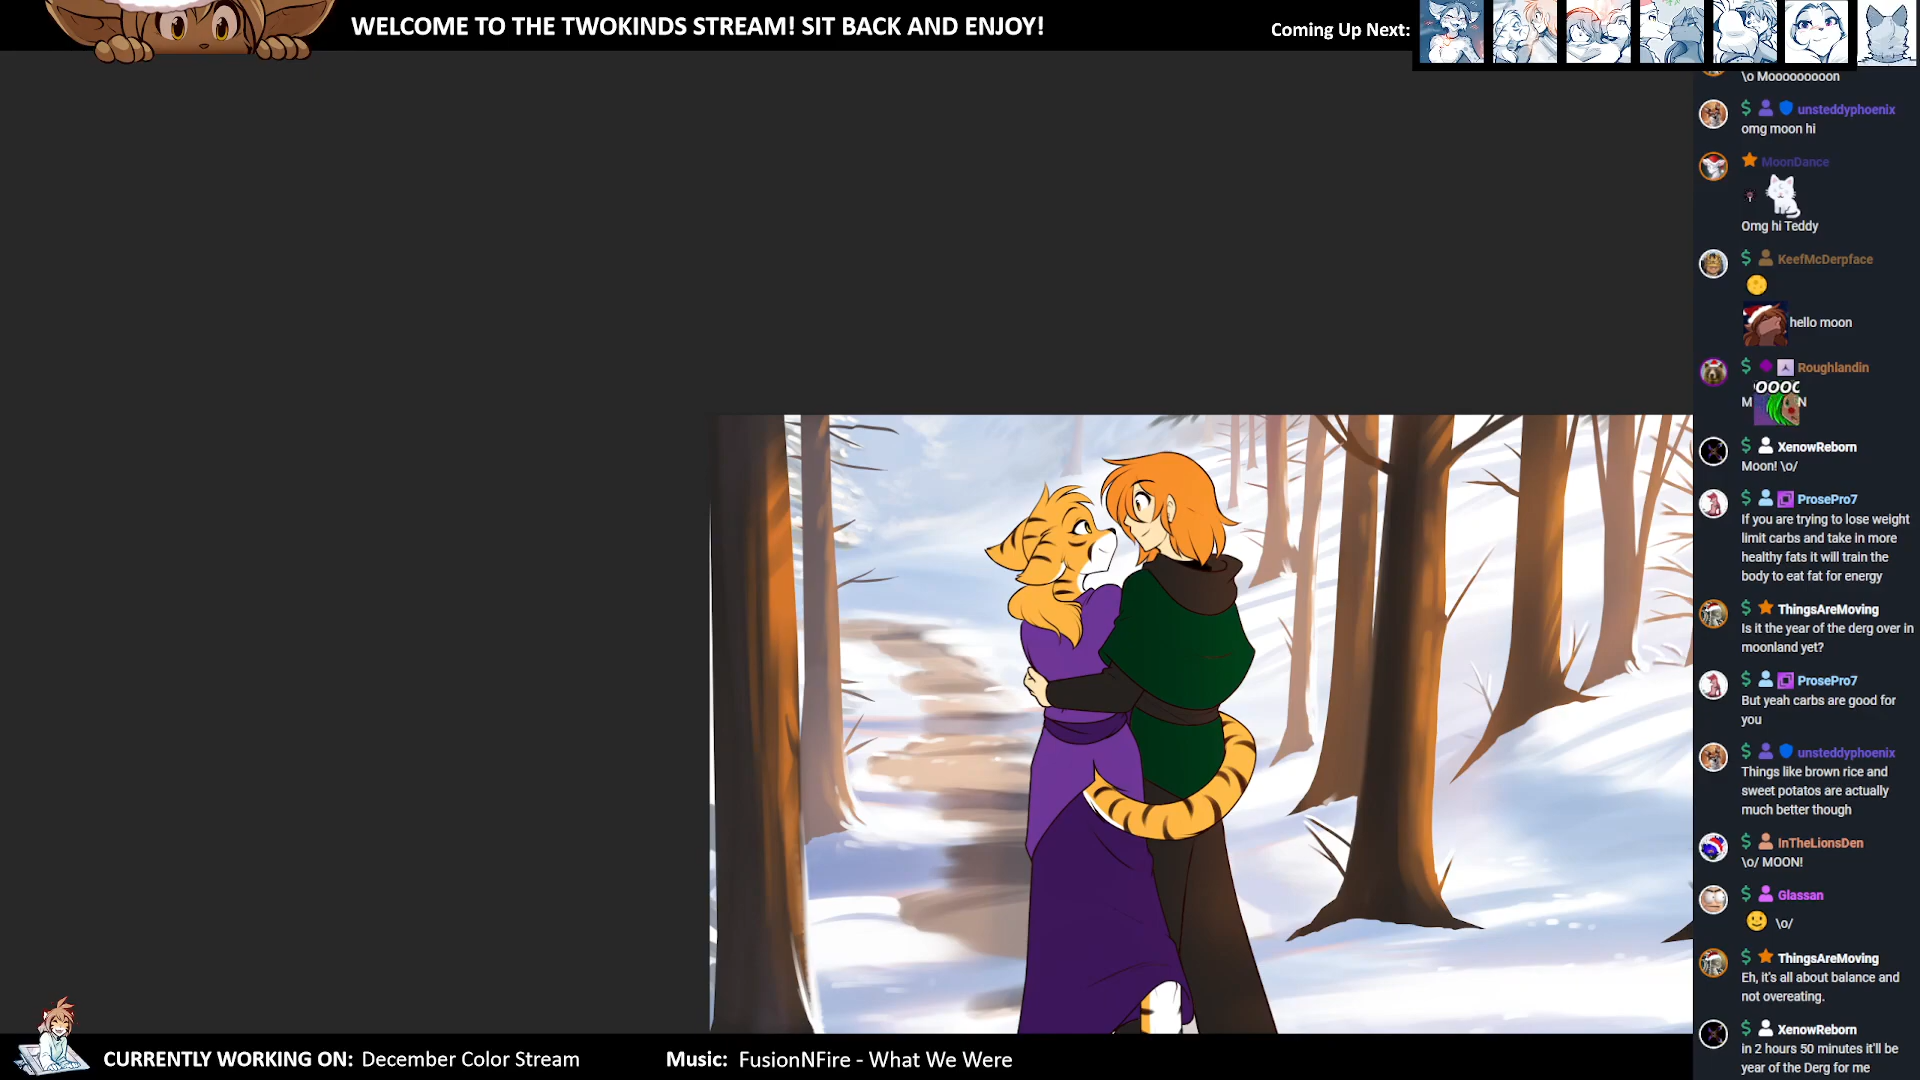 WELCOME TO THE TWOKINDS STREAM! SIT BACK AND ENJOY!
Coming Up Next:
\o Mooooooooon
$ unsteddyphoenix
omg moon hi
MoonDance
Omg hi Teddy
$ KeefMcDerpface
hello moon
$ Roughlandin
OOOO
M N
$ XenowReborn
Moon! \o/
$ ProsePro7
If you are trying to lose weight
limit carbs and take in more
healthy fats it will train the
body to eat fat for energy
$ ThingsAreMoving
Is it the year of the derg over in
moonland yet?
$ ProsePro7
But yeah carbs are good for
you
$ unsteddyphoenix
Things like brown rice and
sweet potatos are actually
much better though
$ InTheLionsDen
\o/ MOON!
$ Glassan
\o/
$ ThingsAreMoving
Eh, it's all about balance and
not overeating.
$ XenowReborn
in 2 hours 50 minutes it'll be
year of the Derg for me
CURRENTLY WORKING ON: December Color Stream
Music: FusionNFire - What We Were